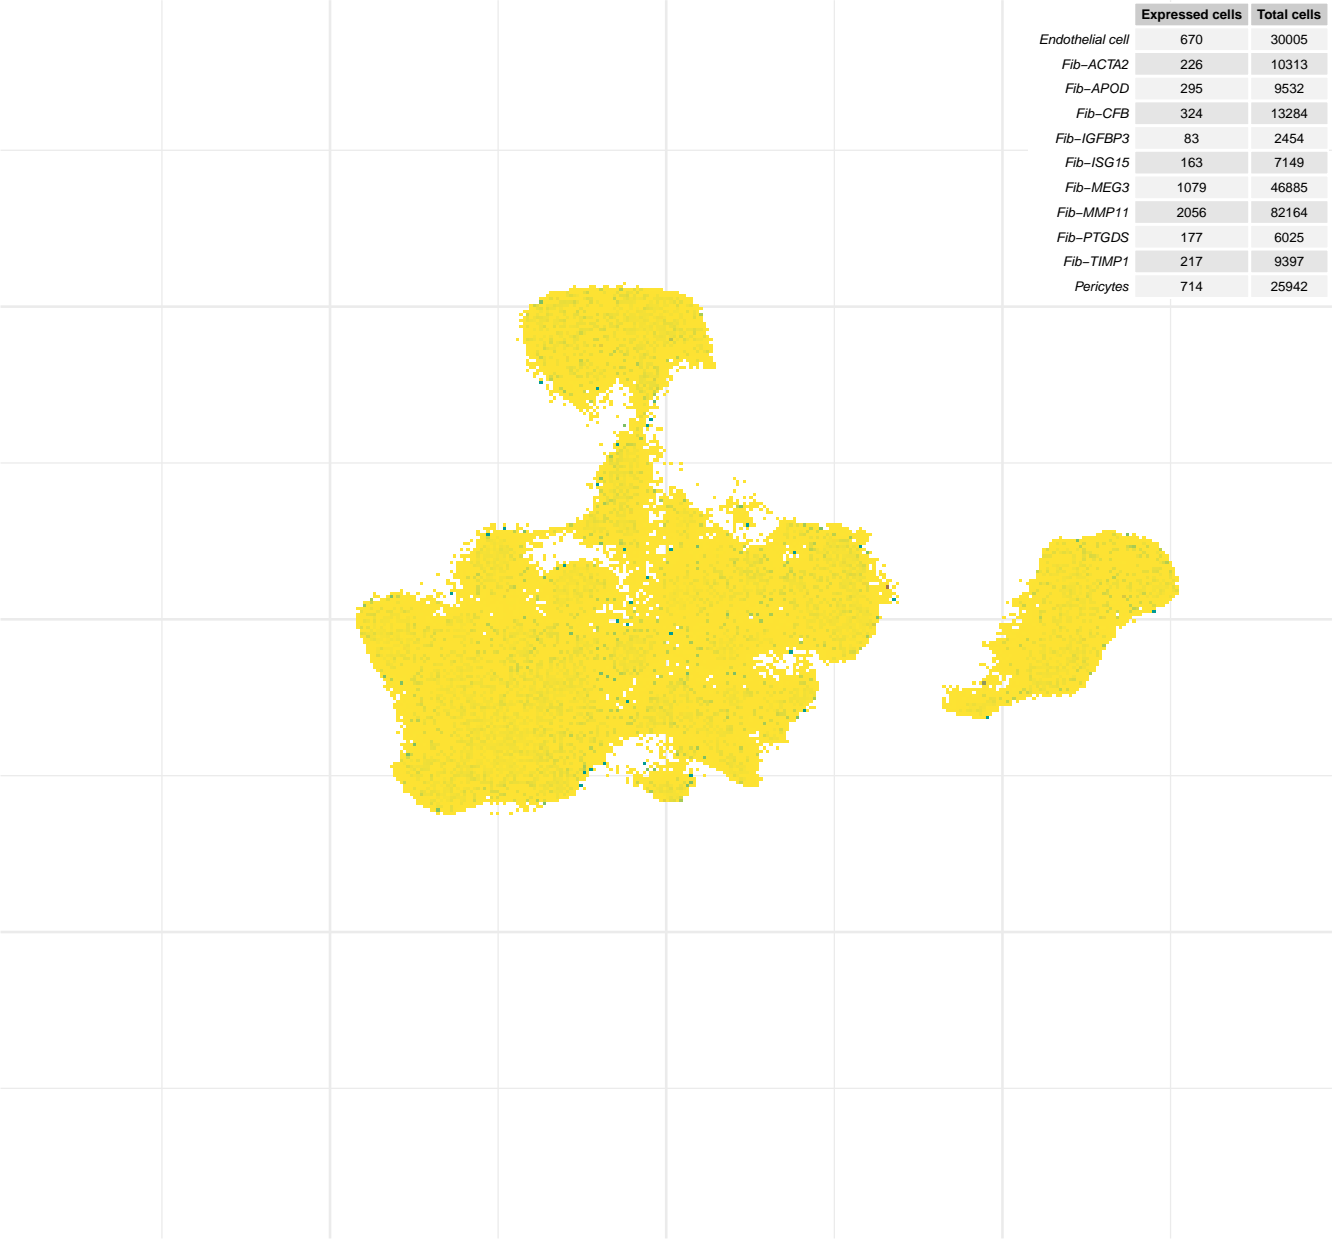 Expressed cells Total cells
Endothelial cell 670 30005
Fib−ACTA2 226 10313
Fib−APOD 295 9532
Fib−CFB 324 13284
Fib−IGFBP3 83 2454
Fib−ISG15 163 7149
Fib−MEG3 1079 46885
Fib−MMP11 2056 82164
Fib−PTGDS 177 6025
Fib−TIMP1 217 9397
Pericytes 714 25942